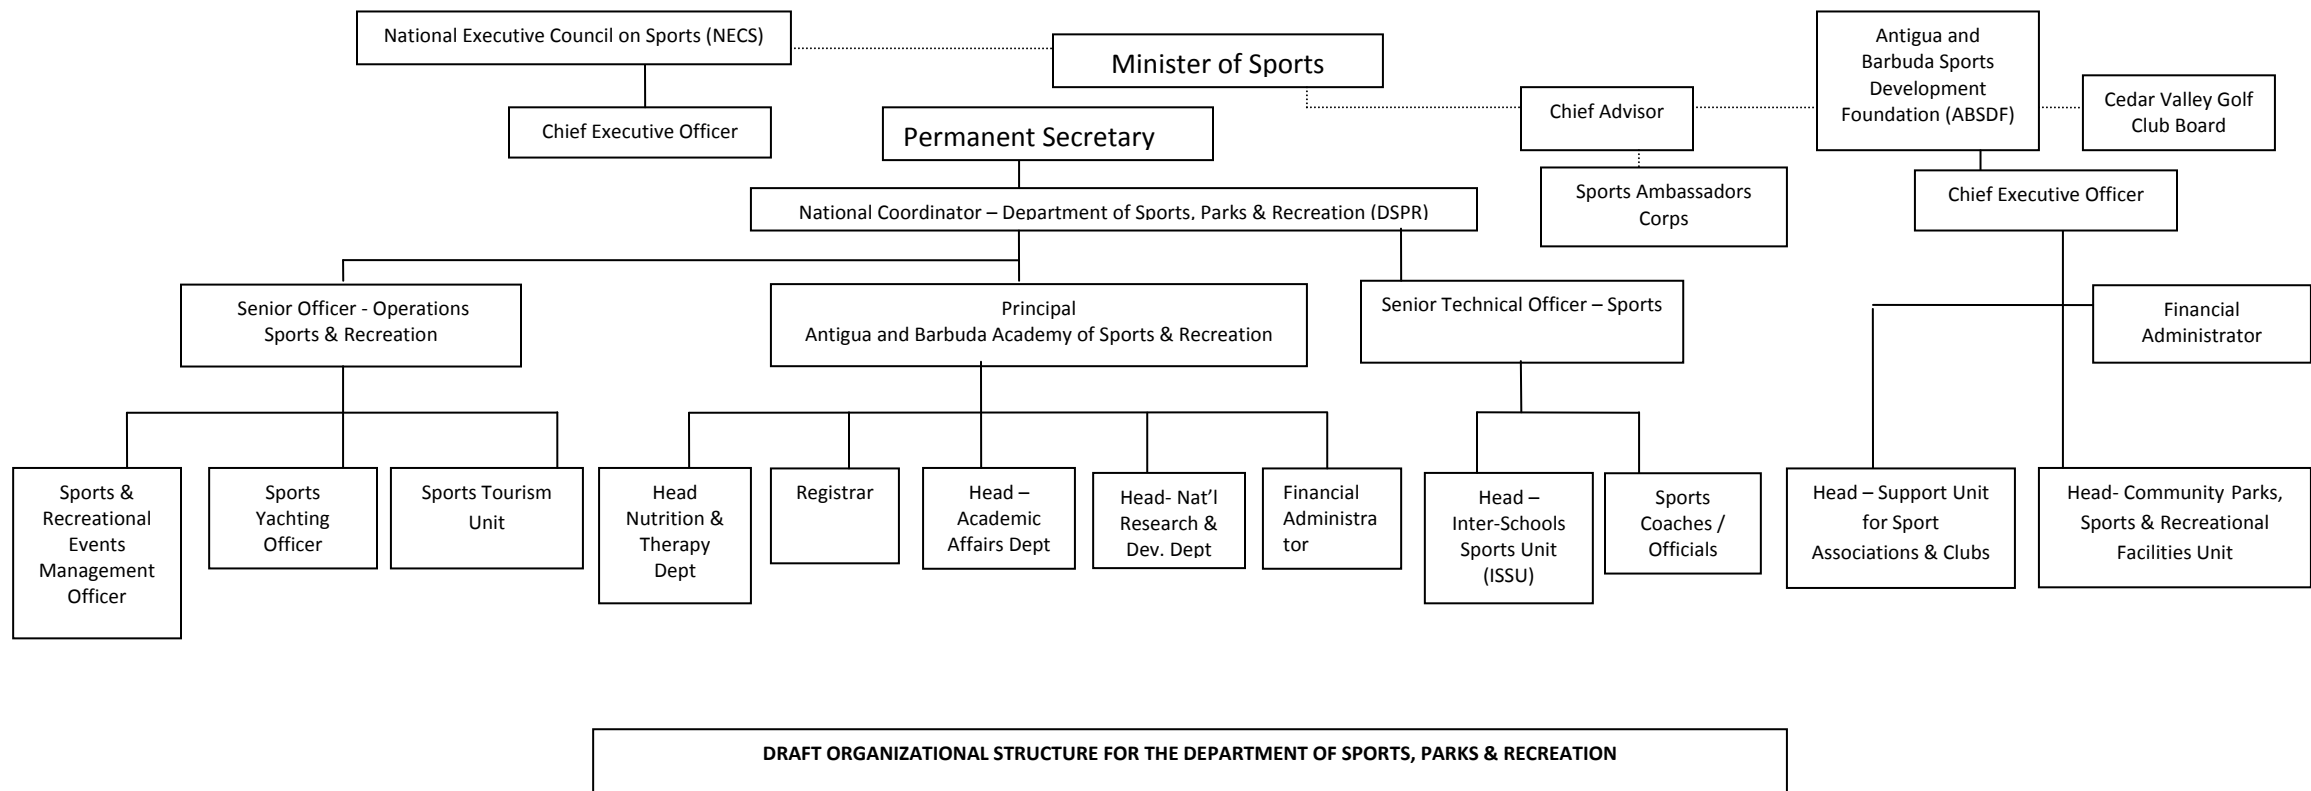 National Executive Council on Sports (NECS)
Minister of Sports
Antigua and
Barbuda Sports
Development
Foundation (ABSDF)
Chief Executive Officer
Permanent Secretary
Chief Advisor
Cedar Valley Golf
Club Board
National Coordinator – Department of Sports, Parks & Recreation (DSPR)
Sports Ambassadors
Corps
Chief Executive Officer
Senior Officer - Operations
Sports & Recreation
Principal
Antigua and Barbuda Academy of Sports & Recreation
Senior Technical Officer – Sports
Financial
Administrator
Sports &
Recreational
Events
Management
Officer
Sports
Yachting
Officer
Sports Tourism
Unit
Head
Nutrition &
Therapy
Dept
Registrar
Head –
Academic
Affairs Dept
Head- Nat’l
Research &
Dev. Dept
Financial
Administra
tor
Head –
Inter-Schools
Sports Unit
(ISSU)
Sports
Coaches /
Officials
Head – Support Unit
for Sport
Associations & Clubs
Head- Community Parks,
Sports & Recreational
Facilities Unit
DRAFT ORGANIZATIONAL STRUCTURE FOR THE DEPARTMENT OF SPORTS, PARKS & RECREATION